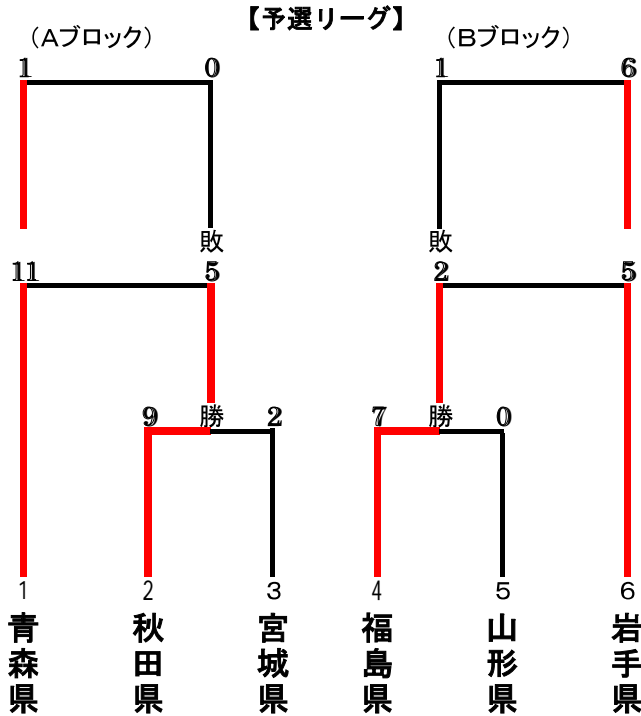 【予選リーグ】
（Aブロック） （Bブロック）
1 0 1 6
敗 敗
11 5 2 5
9 勝 2 7 勝 0
1 2 3 4 5 6
青森県 秋田県 宮城県 福島県 山形県 岩手県